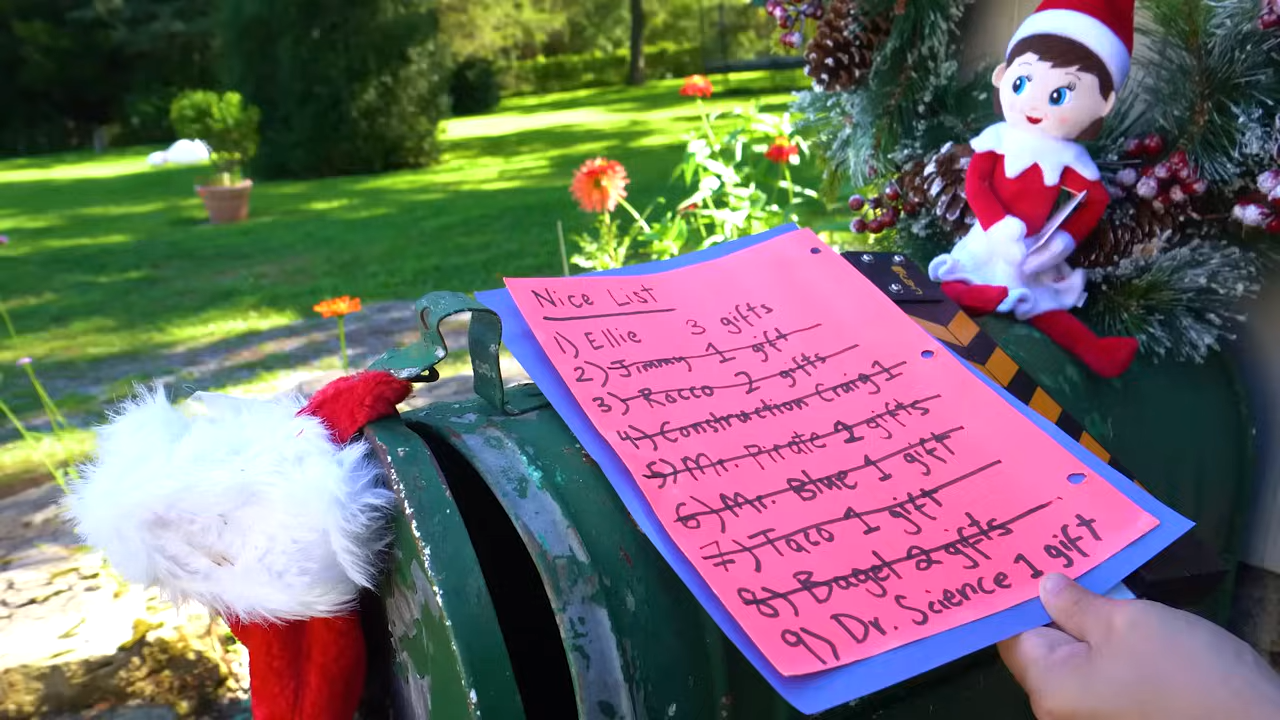 Nice List
1) Ellie 3 gifts
2) Jimmy 1 gift
3) Rocco 2 gifts
4) Construction Craig 1
5) Mr. Pirate 2 gifts
6) Mr. Blue 1 gift
7) Taco 1 gift
8) Bagel 2 gifts
9) Dr. Science 1 gift